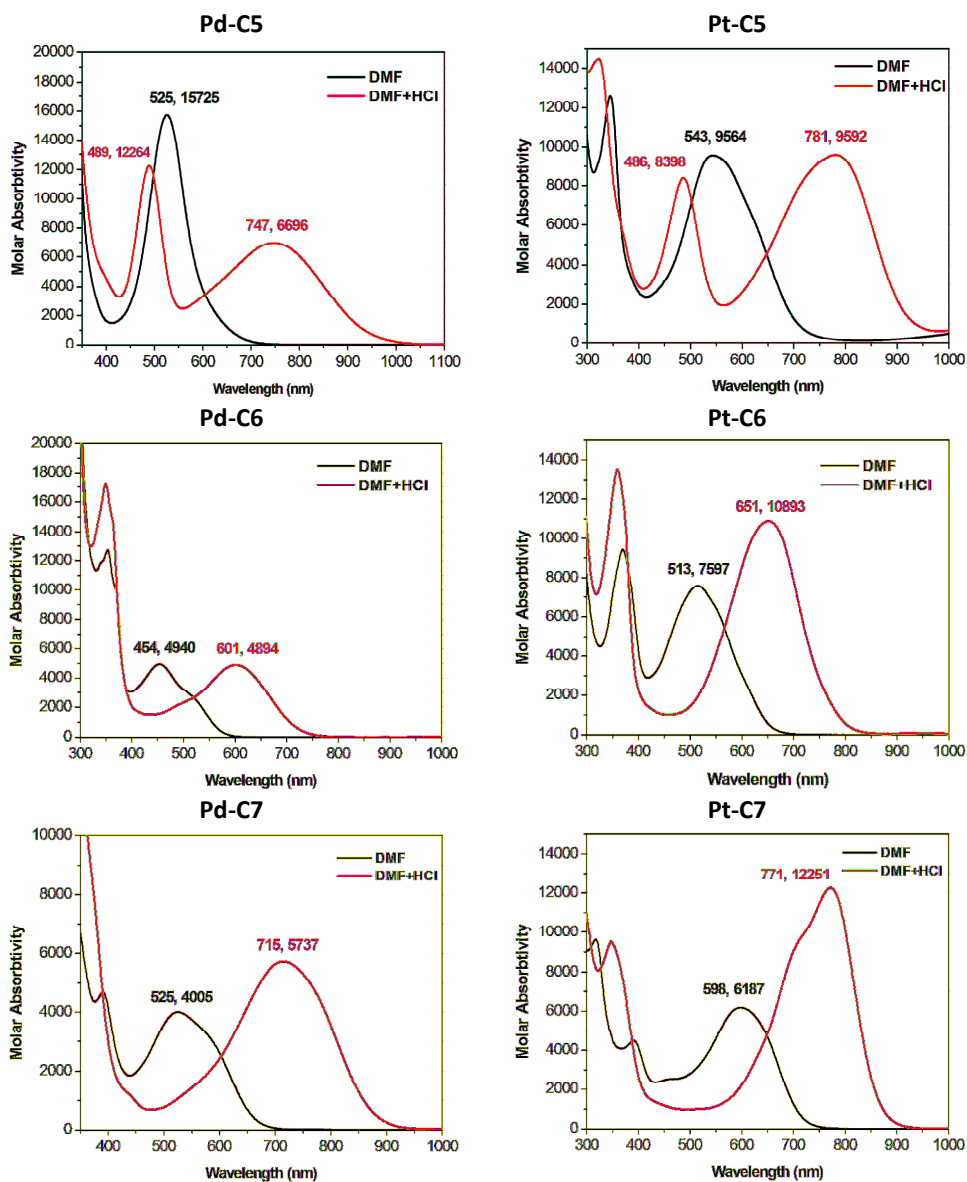 Pd-C5
20000
18000
16000
14000
12000
10000
8000
6000
4000
2000
0
Molar Absorbtivity
DMF
DMF+HCl
525, 15725
489, 12264
747, 6696
400 500 600 700 800 900 1000 1100
Wavelength (nm)
Pt-C5
14000
12000
10000
8000
6000
4000
2000
0
Molar Absorbtivity
DMF
DMF+HCl
543, 9564
781, 9592
486, 8398
300 400 500 600 700 800 900 1000
Wavelength (nm)
Pd-C6
20000
18000
16000
14000
12000
10000
8000
6000
4000
2000
0
Molar Absorbtivity
DMF
DMF+HCl
454, 4940
601, 4894
300 400 500 600 700 800 900 1000
Wavelength (nm)
Pt-C6
14000
12000
10000
8000
6000
4000
2000
0
Molar Absorbtivity
DMF
DMF+HCl
651, 10893
513, 7597
300 400 500 600 700 800 900 1000
Wavelength (nm)
Pd-C7
10000
8000
6000
4000
2000
0
Molar Absorbtivity
DMF
DMF+HCl
715, 5737
525, 4005
400 500 600 700 800 900 1000
Wavelength (nm)
Pt-C7
14000
12000
10000
8000
6000
4000
2000
0
Molar Absorbtivity
DMF
DMF+HCl
771, 12251
598, 6187
300 400 500 600 700 800 900 1000
Wavelength (nm)